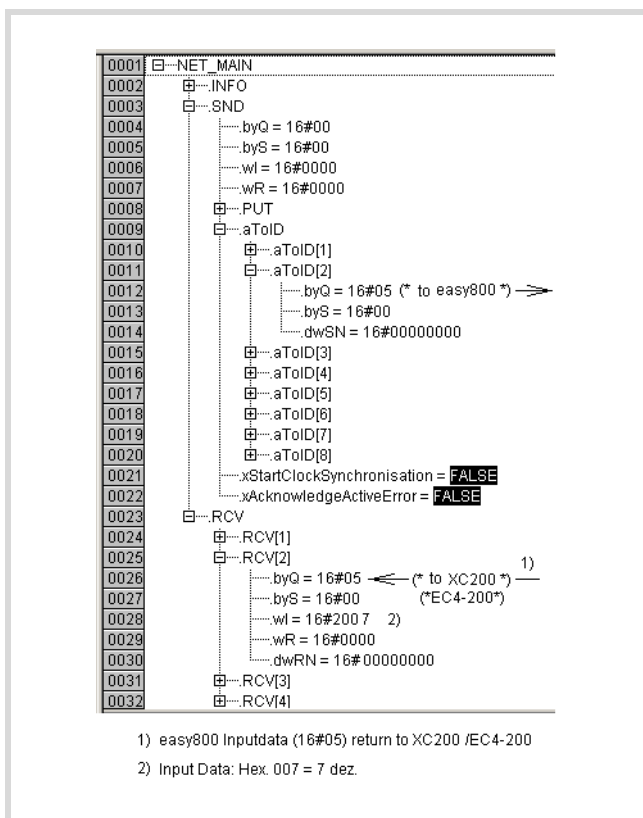 0001 NET_MAIN
0002 .INFO
0003 .SND
0004 .byQ = 16#00
0005 .byS = 16#00
0006 .wI = 16#0000
0007 .wR = 16#0000
0008 .PUT
0009 .aToID
0010 .aToID[1]
0011 .aToID[2]
0012 .byQ = 16#05 (* to easy800 *)
0013 .byS = 16#00
0014 .dwSN = 16#00000000
0015 .aToID[3]
0016 .aToID[4]
0017 .aToID[5]
0018 .aToID[6]
0019 .aToID[7]
0020 .aToID[8]
0021 .xStartClockSynchronisation = FALSE
0022 .xAcknowledgeActiveError = FALSE
0023 .RCV
0024 .RCV[1]
0025 .RCV[2] 1)
0026 .byQ = 16#05 (* to XC200 *)
0027 .byS = 16#00 (*EC4-200*)
0028 .wI = 16#2007 2)
0029 .wR = 16#0000
0030 .dwRN = 16#00000000
0031 .RCV[3]
0032 .RCV[4]
1) easy800 Inputdata (16#05) return to XC200 /EC4-200
2) Input Data: Hex. 007 = 7 dez.